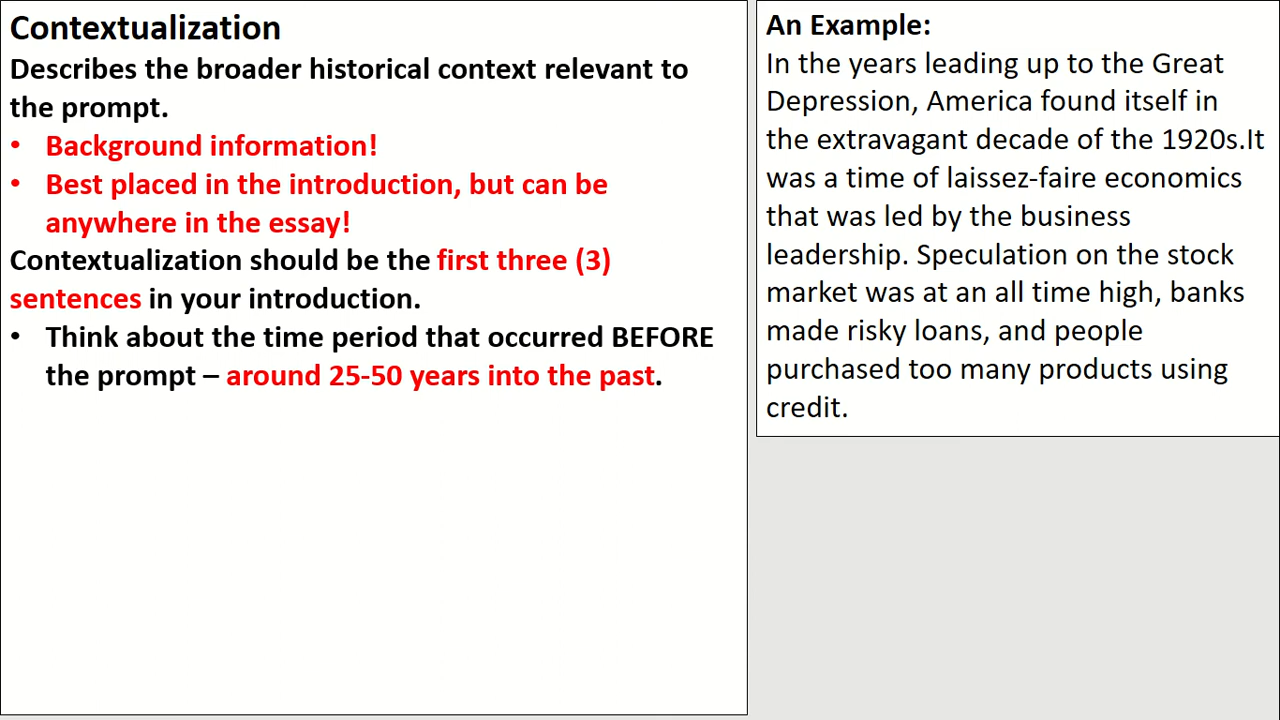 Contextualization
Describes the broader historical context relevant to
the prompt.
• Background information!
• Best placed in the introduction, but can be
anywhere in the essay!
Contextualization should be the first three (3)
sentences in your introduction.
• Think about the time period that occurred BEFORE
the prompt – around 25-50 years into the past.
An Example:
In the years leading up to the Great
Depression, America found itself in
the extravagant decade of the 1920s.It
was a time of laissez-faire economics
that was led by the business
leadership. Speculation on the stock
market was at an all time high, banks
made risky loans, and people
purchased too many products using
credit.